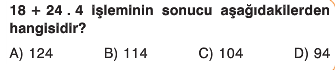 18 + 24 . 4 işleminin sonucu aşağıdakilerden
hangisidir?
A) 124 B) 114 C) 104 D) 94